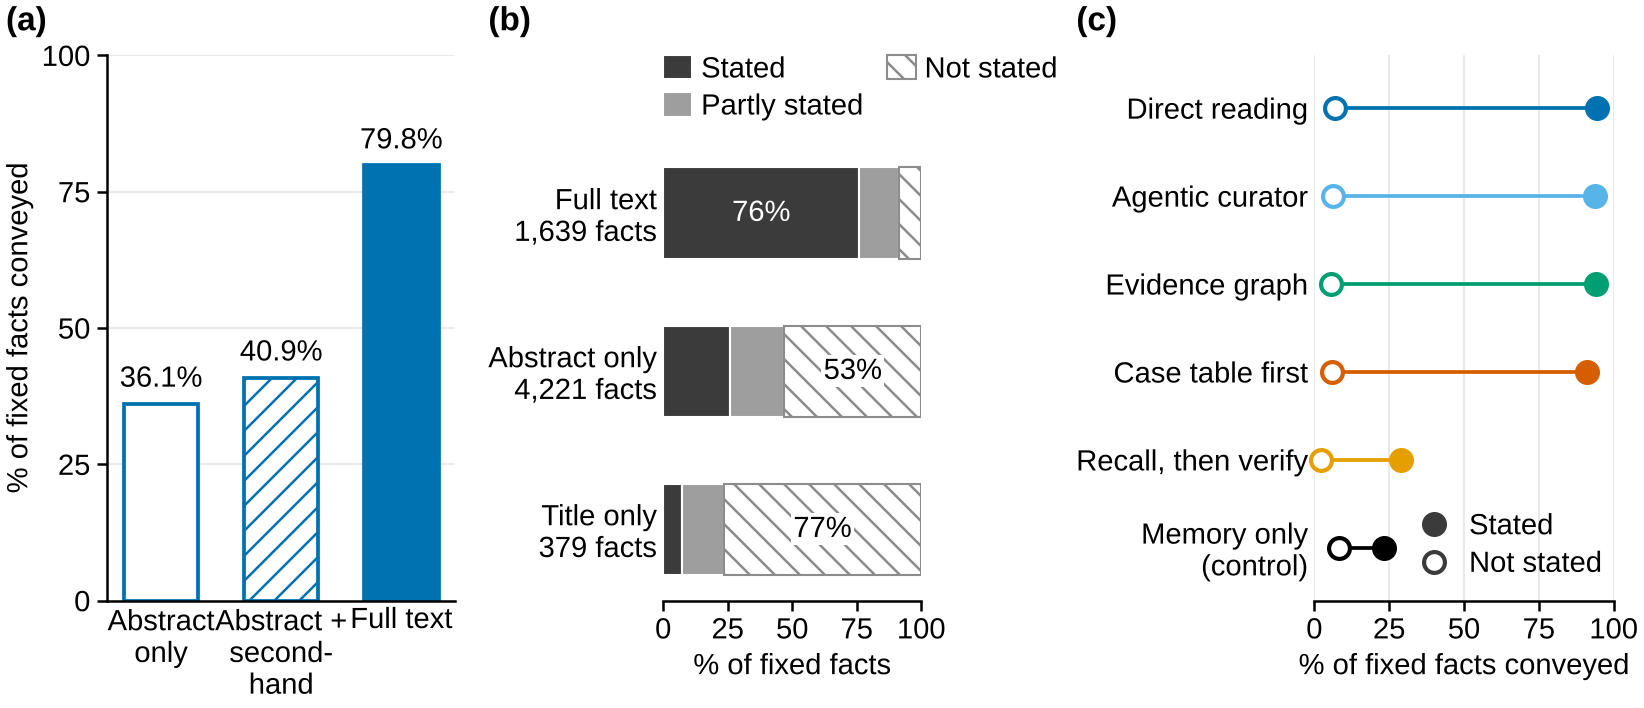 (a)
% of fixed facts conveyed
100
75
50
25
0
36.1%
40.9%
79.8%
Abstract
only
Abstract +
second-
hand
Full text
(b)
Stated
Partly stated
Not stated
Full text
1,639 facts
76%
Abstract only
4,221 facts
53%
Title only
379 facts
77%
0 25 50 75 100
% of fixed facts
(c)
Direct reading
Agentic curator
Evidence graph
Case table first
Recall, then verify
Memory only
(control)
Stated
Not stated
0 25 50 75 100
% of fixed facts conveyed